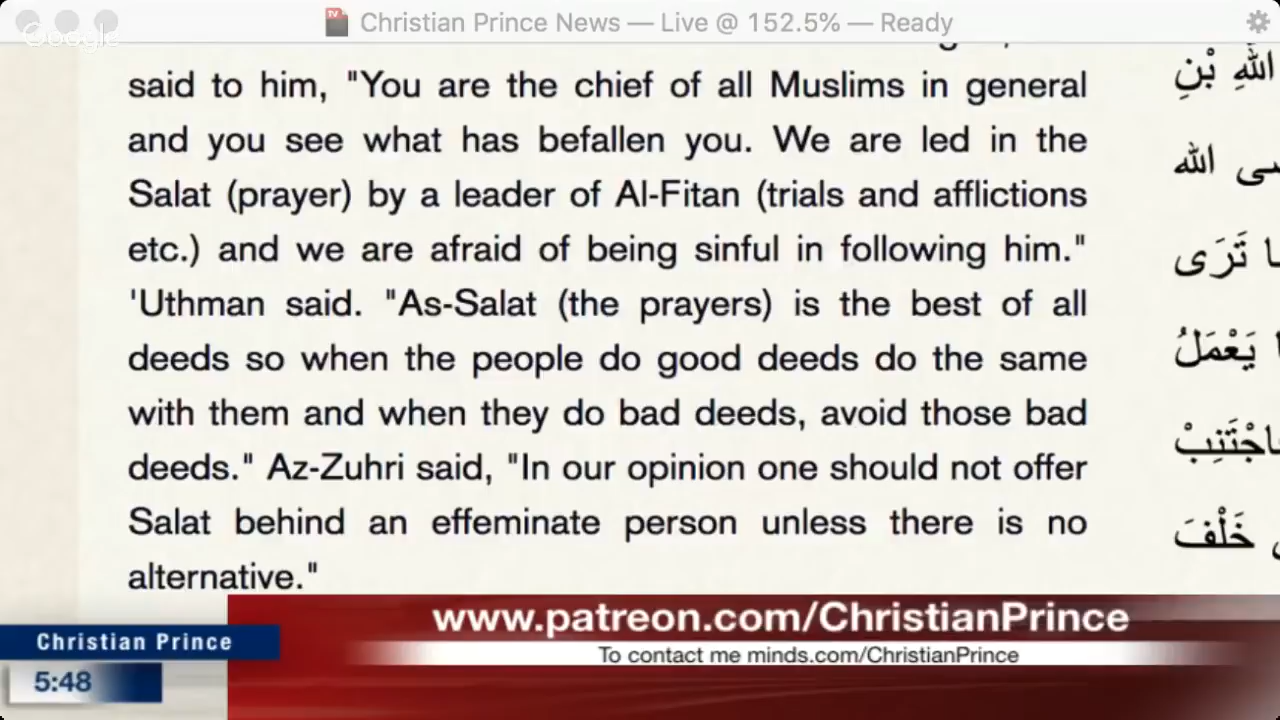 Christian Prince News — Live @ 152.5% — Ready
Google
said to him, "You are the chief of all Muslims in general
and you see what has befallen you. We are led in the
Salat (prayer) by a leader of Al-Fitan (trials and afflictions
etc.) and we are afraid of being sinful in following him."
'Uthman said. "As-Salat (the prayers) is the best of all
deeds so when the people do good deeds do the same
with them and when they do bad deeds, avoid those bad
deeds." Az-Zuhri said, "In our opinion one should not offer
Salat behind an effeminate person unless there is no
alternative."
اللهِ بْنِ
الله
تَرَى
يَعْمَلُ
خَلْفَ
www.patreon.com/ChristianPrince
Christian Prince
To contact me minds.com/ChristianPrince
5:48